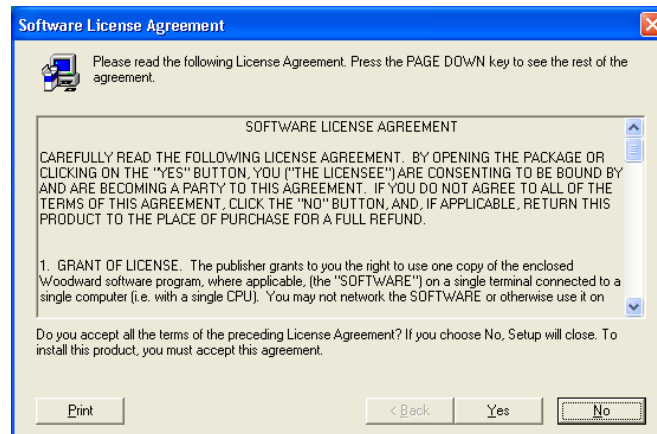 Software License Agreement
Please read the following License Agreement. Press the PAGE DOWN key to see the rest of the
agreement.
SOFTWARE LICENSE AGREEMENT
CAREFULLY READ THE FOLLOWING LICENSE AGREEMENT. BY OPENING THE PACKAGE OR
CLICKING ON THE "YES" BUTTON, YOU ("THE LICENSEE") ARE CONSENTING TO BE BOUND BY
AND ARE BECOMING A PARTY TO THIS AGREEMENT. IF YOU DO NOT AGREE TO ALL OF THE
TERMS OF THIS AGREEMENT, CLICK THE "NO" BUTTON, AND, IF APPLICABLE, RETURN THIS
PRODUCT TO THE PLACE OF PURCHASE FOR A FULL REFUND.
1. GRANT OF LICENSE. The publisher grants to you the right to use one copy of the enclosed
Woodward software program, where applicable, (the "SOFTWARE") on a single terminal connected to a
single computer (i.e. with a single CPU). You may not network the SOFTWARE or otherwise use it on
Do you accept all the terms of the preceding License Agreement? If you choose No, Setup will close. To
install this product, you must accept this agreement.
Print
< Back
Yes
No